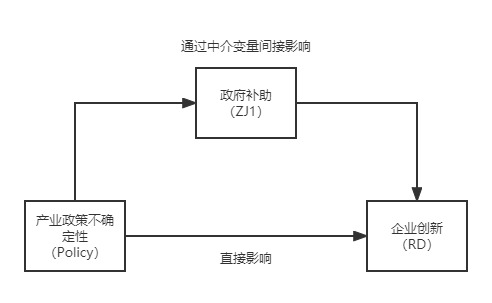 通过中介变量间接影响
政府补助
（ZJ1）
产业政策不确
定性
（Policy）
企业创新
（RD）
直接影响